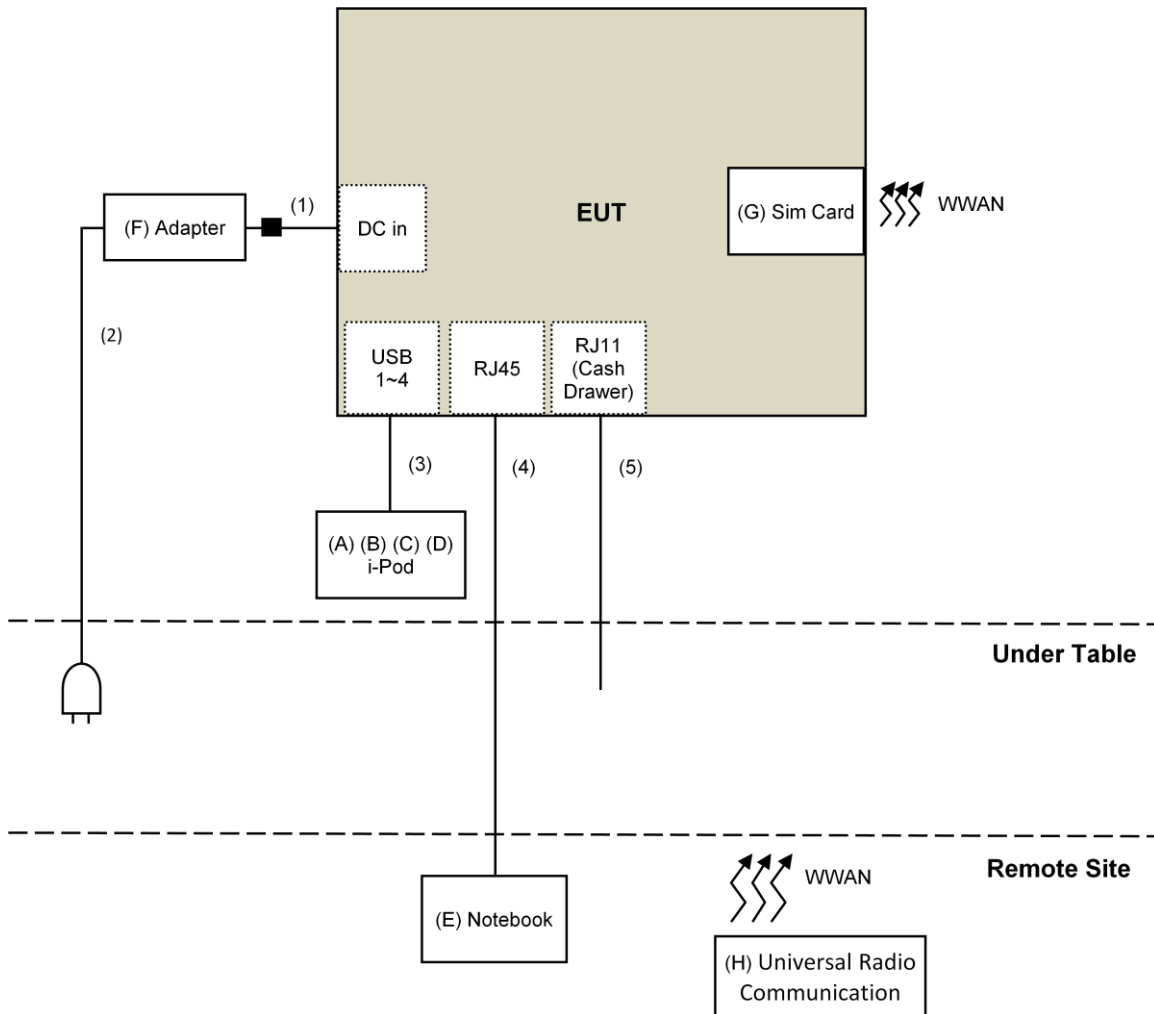 EUT
(G) Sim Card
WWAN
(F) Adapter
(1)
DC in
(2)
USB
1~4
RJ45
RJ11
(Cash
Drawer)
(3)
(4)
(5)
(A) (B) (C) (D)
i-Pod
Under Table
Remote Site
WWAN
(E) Notebook
(H) Universal Radio
Communication